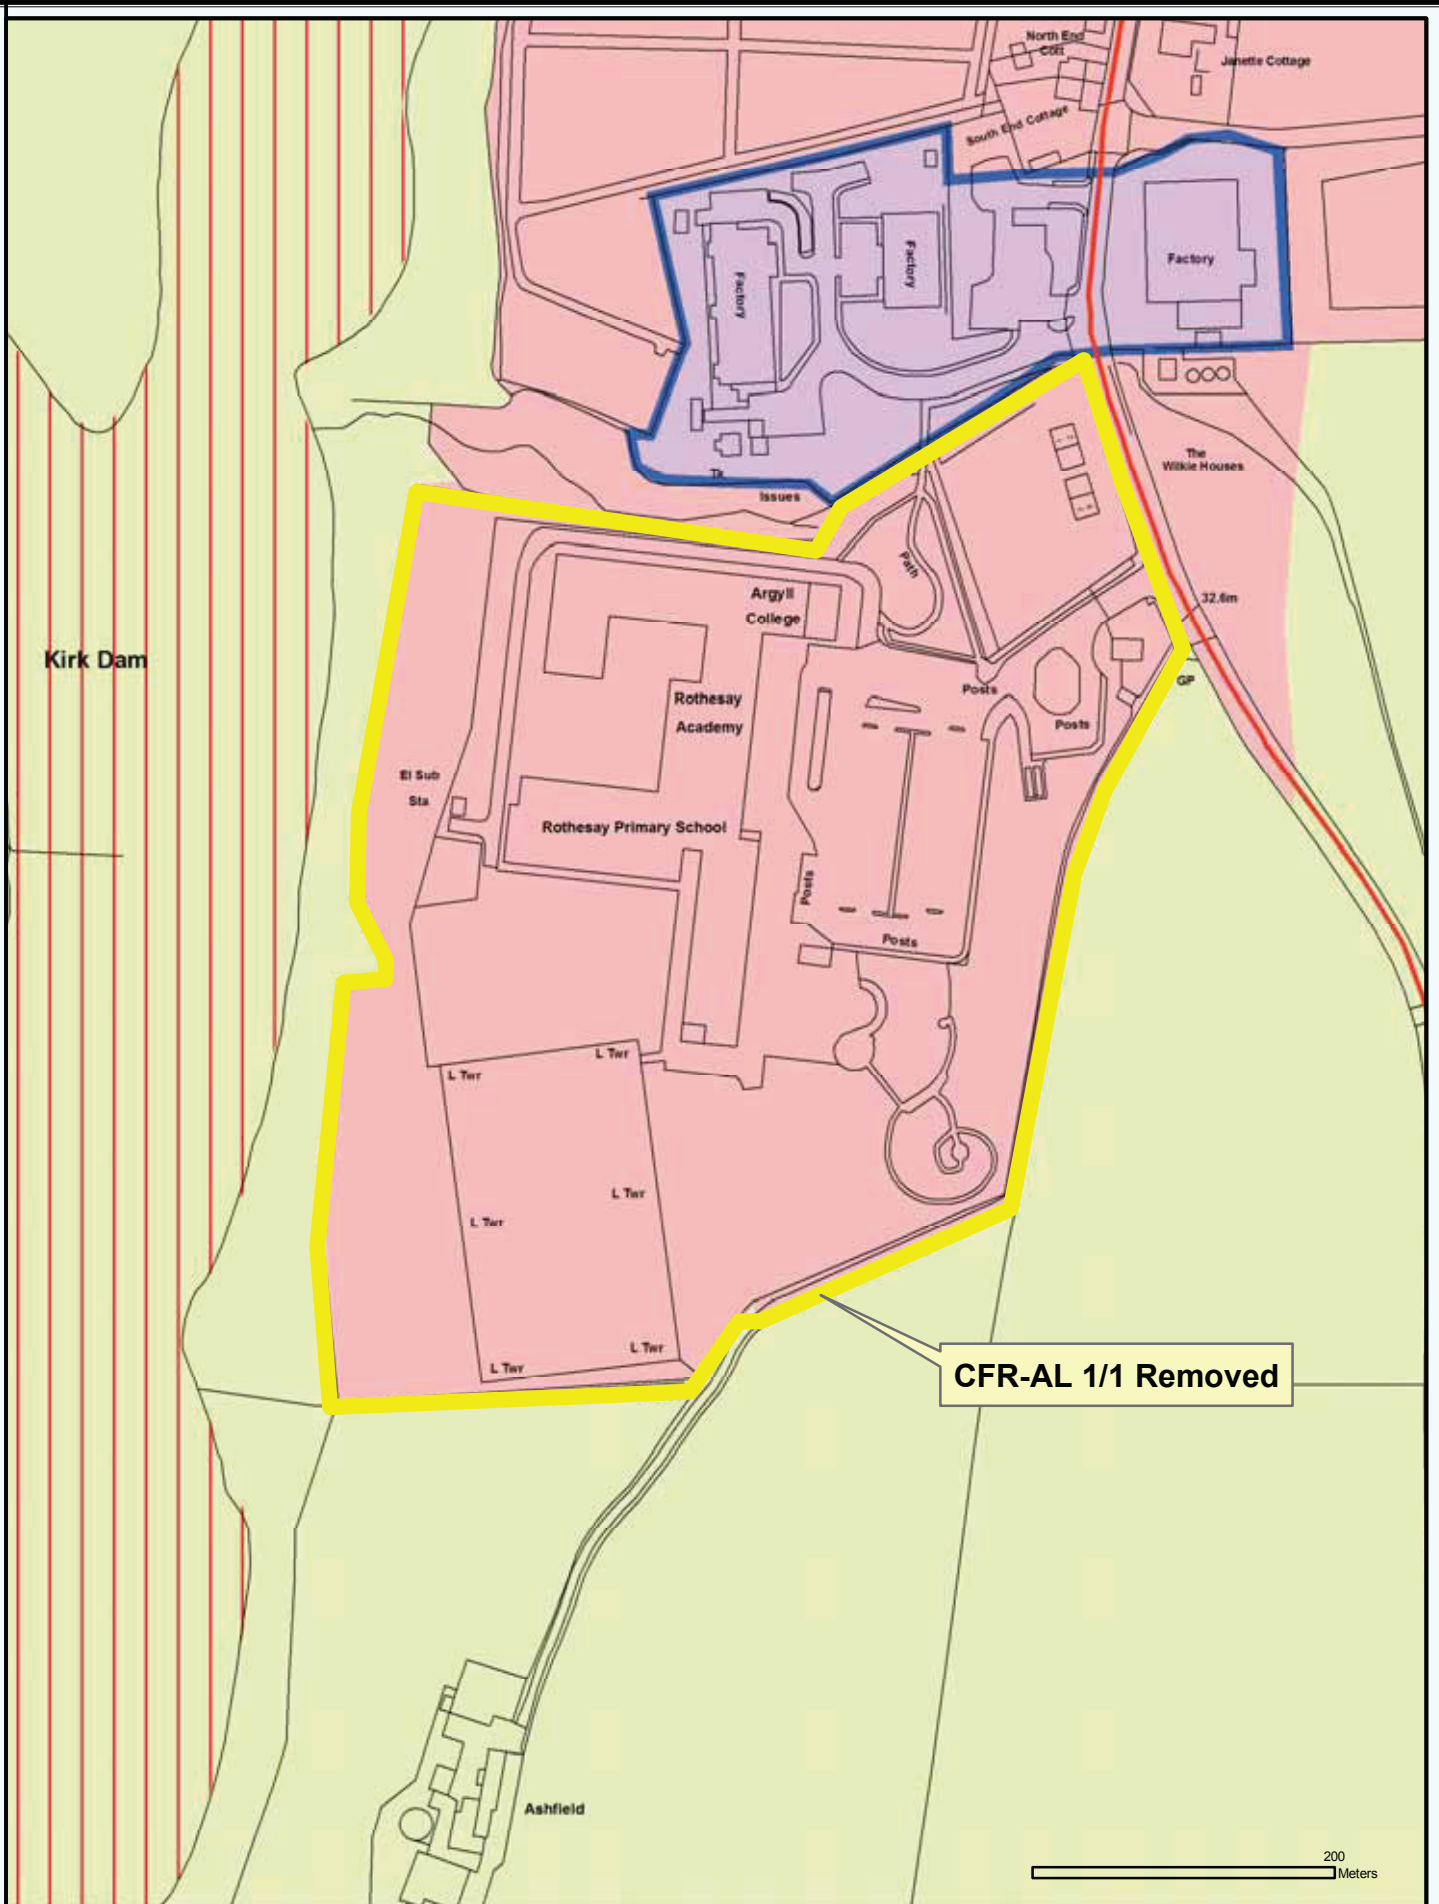 North End
Cott
Janette Cottage
South End Cottage
Factory
Factory
Factory
The
Wilkie Houses
Tk
Issues
Path
Argyll
College
32.6m
Kirk Dam
GP
Posts
Rothesay
Academy
Posts
El Sub
Sta
Rothesay Primary School
Posts
Posts
L Twr
L Twr
L Twr
L Twr
L Twr
L Twr
CFR-AL 1/1 Removed
Ashfield
200
Meters